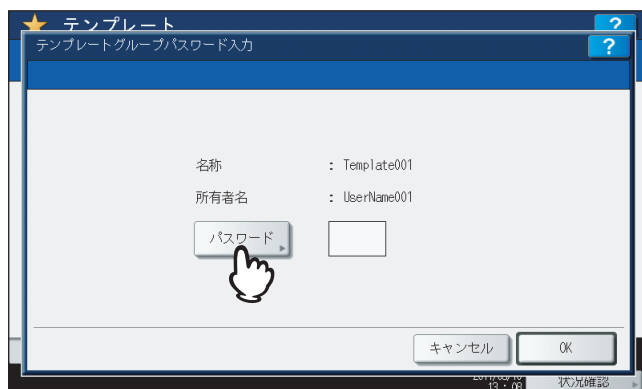 テンプレート
?
テンプレートグループパスワード入力
?
名称 : Template001
所有者名 : UserName001
パスワード
キャンセル
OK
13 : 08
状況確認